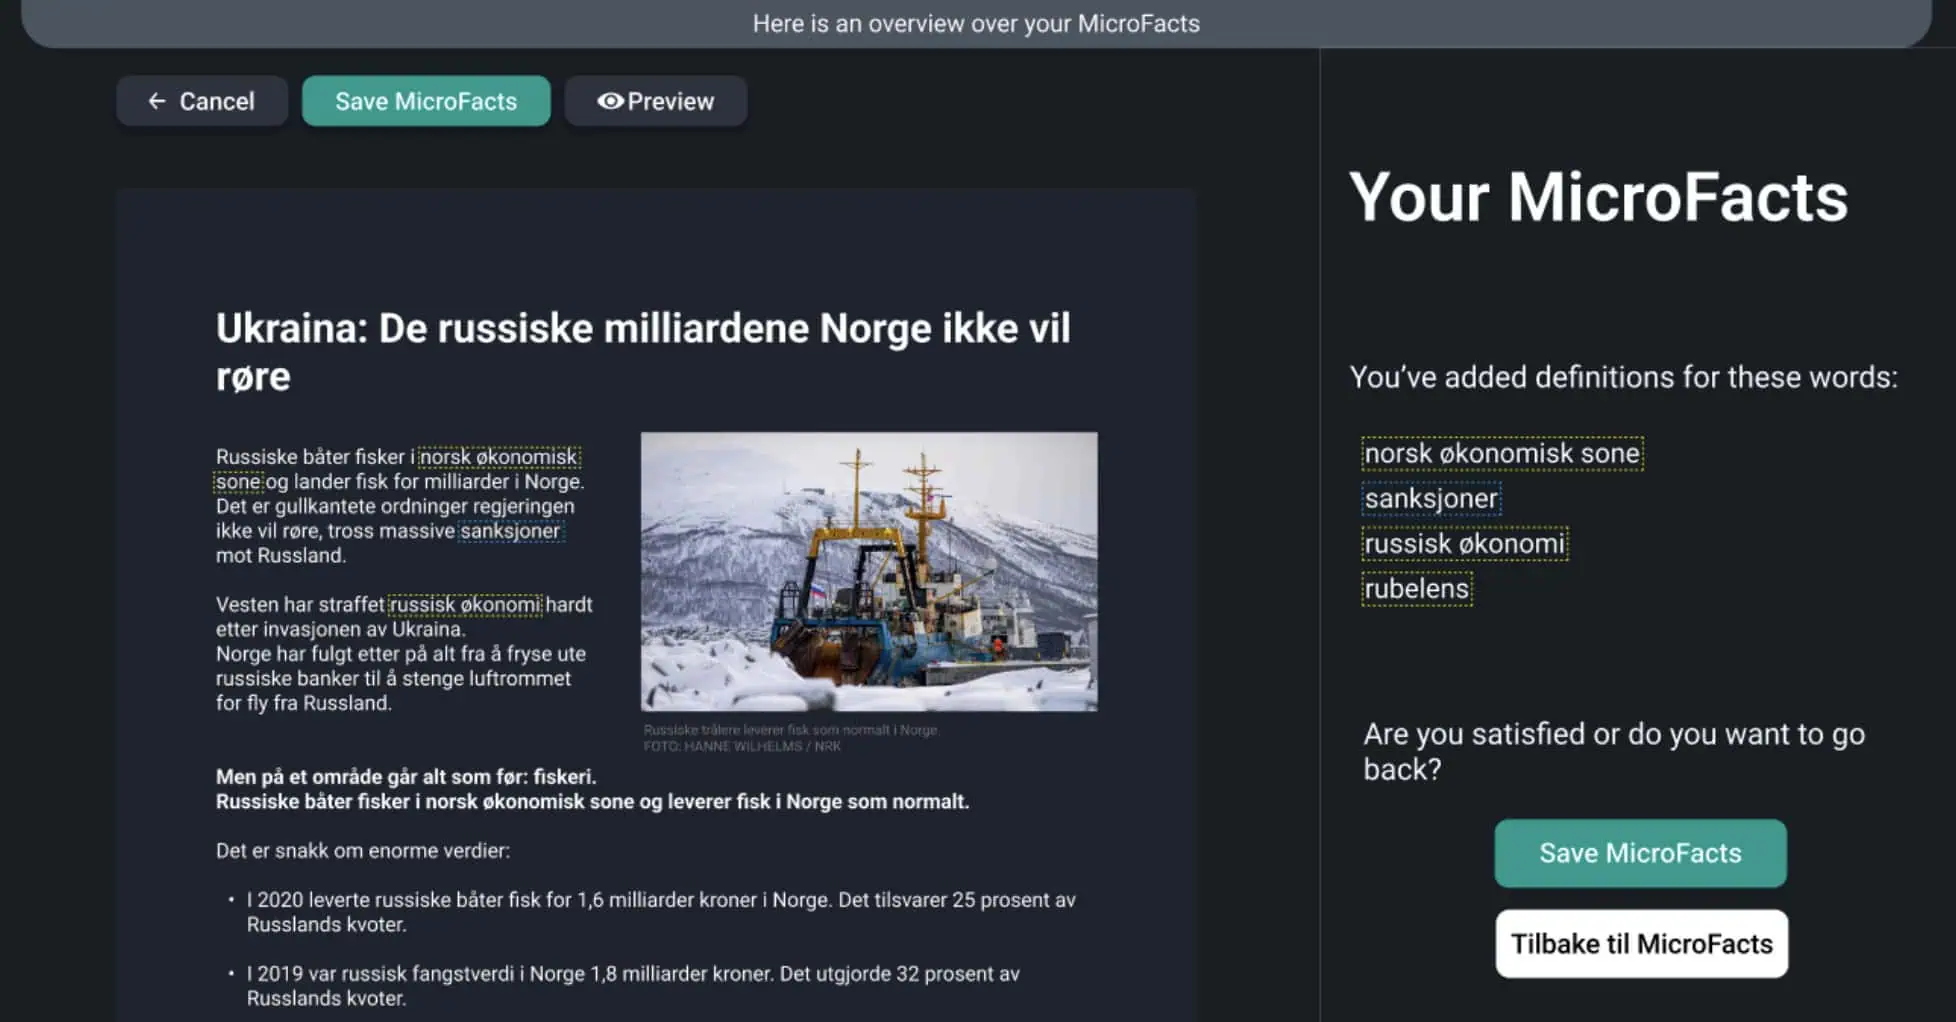 Here is an overview over your MicroFacts
← Cancel
Save MicroFacts
Preview
Ukraina: De russiske milliardene Norge ikke vil
røre
Russiske båter fisker i norsk økonomisk
sone og lander fisk for milliarder i Norge.
Det er gullkantete ordninger regjeringen
ikke vil røre, tross massive sanksjoner
mot Russland.
Vesten har straffet russisk økonomi hardt
etter invasjonen av Ukraina.
Norge har fulgt etter på alt fra å fryse ute
russiske banker til å stenge luftrommet
for fly fra Russland.
Russiske trålere leverer fisk som normalt i Norge.
FOTO: HANNE WILHELMS / NRK
Men på et område går alt som før: fiskeri.
Russiske båter fisker i norsk økonomisk sone og leverer fisk i Norge som normalt.
Det er snakk om enorme verdier:
• I 2020 leverte russiske båter fisk for 1,6 milliarder kroner i Norge. Det tilsvarer 25 prosent av
Russlands kvoter.
• I 2019 var russisk fangstverdi i Norge 1,8 milliarder kroner. Det utgjorde 32 prosent av
Russlands kvoter.
Your MicroFacts
You’ve added definitions for these words:
norsk økonomisk sone
sanksjoner
russisk økonomi
rubelens
Are you satisfied or do you want to go
back?
Save MicroFacts
Tilbake til MicroFacts